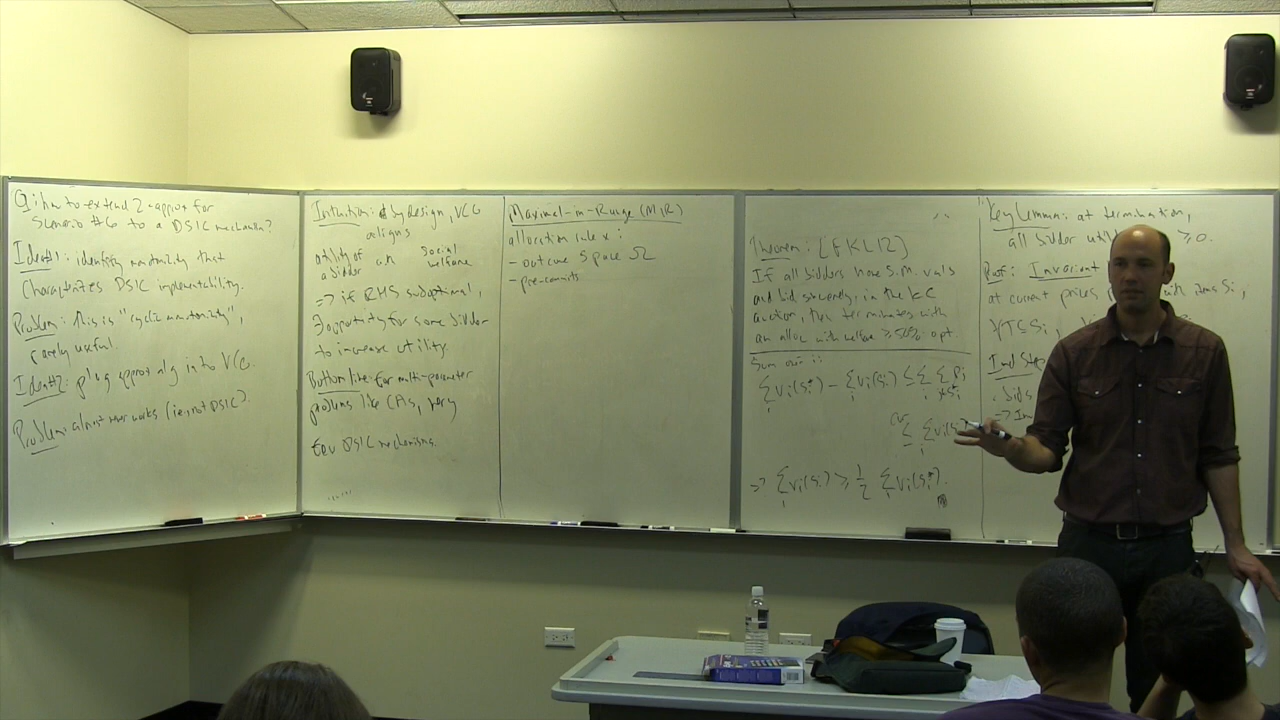 Q: how to extend 2-approx for
scenario #6 to a DSIC mechanism?
Idea 1: identify monotonicity that
characterizes DSIC implementability.
Problem: this is "cyclic monotonicity",
rarely useful.
Idea 2: plug approx alg into VCG.
Problem: almost never works (i.e., not DSIC).
Intuition: by design, VCG
aligns
utility of a bidder social welfare
=> if RHS suboptimal,
∃ opportunity for some bidder
to increase utility.
Bottom line: for multi-parameter
problems like CAs, very
few DSIC mechanisms.
Maximal-in-Range (MIR)
allocation rule x:
- outcome space Ω
- pre-commits
Theorem: [FKL12]
If all bidders have S.M. vals
and bid sincerely, in the KC
auction, then terminates with
an alloc with welfare ≥ 50% opt.
Sum over i:
=> Σ vi(Si) ≥ 1/2 Σ vi(Si*).
Key Lemma: at termination,
all bidder ≥ 0.
Proof: Invariant
at current prices with items Si,
∀T⊆Si,